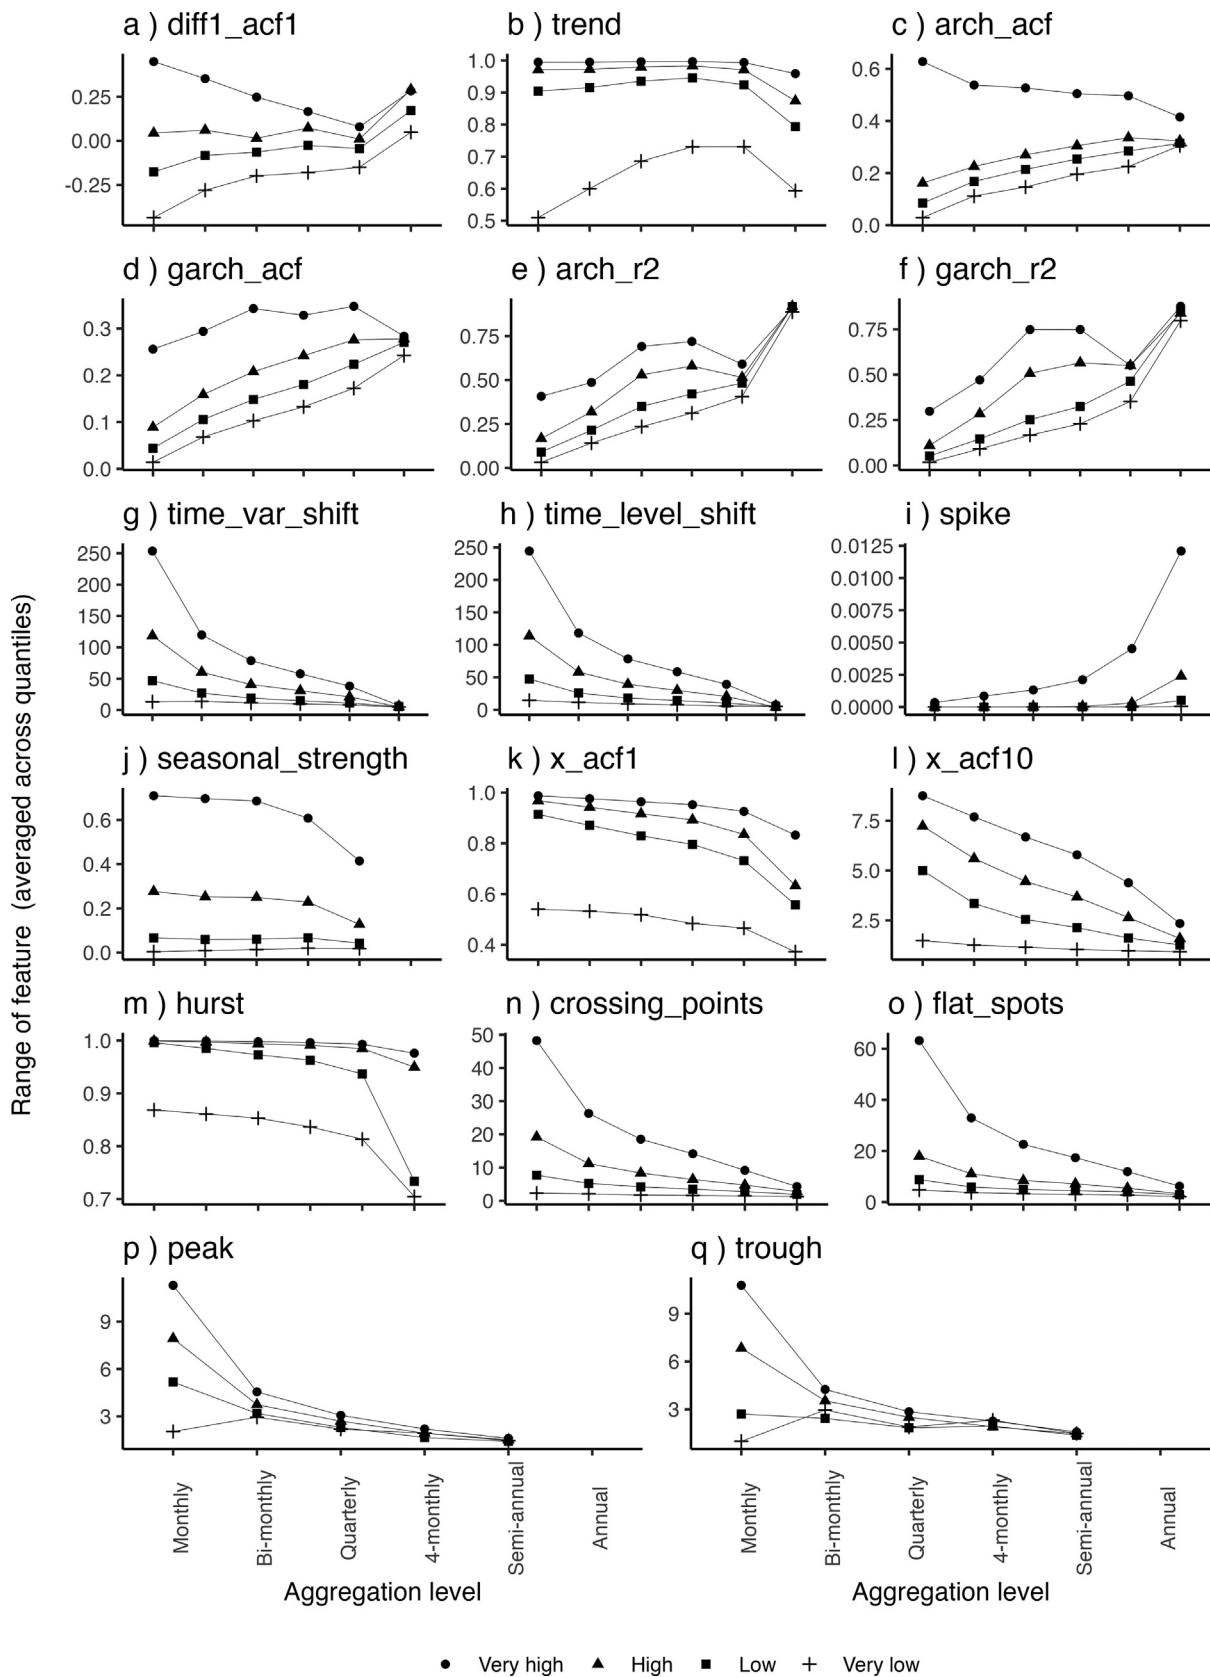 a ) diff1_acf1
b ) trend
c ) arch_acf
0.25
0.00
-0.25
1.0
0.9
0.8
0.7
0.6
0.5
0.6
0.4
0.2
0.0
d ) garch_acf
e ) arch_r2
f ) garch_r2
0.3
0.2
0.1
0.0
0.75
0.50
0.25
0.00
0.75
0.50
0.25
0.00
g ) time_var_shift
h ) time_level_shift
i ) spike
250
200
150
100
50
0
250
200
150
100
50
0
0.0125
0.0100
0.0075
0.0050
0.0025
0.0000
Range of feature (averaged across quantiles)
j ) seasonal_strength
k ) x_acf1
l ) x_acf10
0.6
0.4
0.2
0.0
1.0
0.8
0.6
0.4
7.5
5.0
2.5
m ) hurst
n ) crossing_points
o ) flat_spots
1.0
0.9
0.8
0.7
50
40
30
20
10
0
60
40
20
0
p ) peak
q ) trough
9
6
3
9
6
3
Monthly
Bi-monthly
Quarterly
4-monthly
Semi-annual
Annual
Monthly
Bi-monthly
Quarterly
4-monthly
Semi-annual
Annual
Aggregation level
Aggregation level
Very high
High
Low
Very low